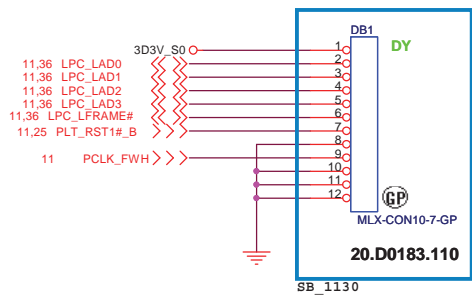 DB1
DY
3D3V_S0
1
11,36 LPC_LAD0
2
11,36 LPC_LAD1
3
11,36 LPC_LAD2
4
11,36 LPC_LAD3
5
11,36 LPC_LFRAME#
6
11,25 PLT_RST1#_B
7
8
11 PCLK_FWH
9
10
11
12
GP
MLX-CON10-7-GP
20.D0183.110
SB_1130